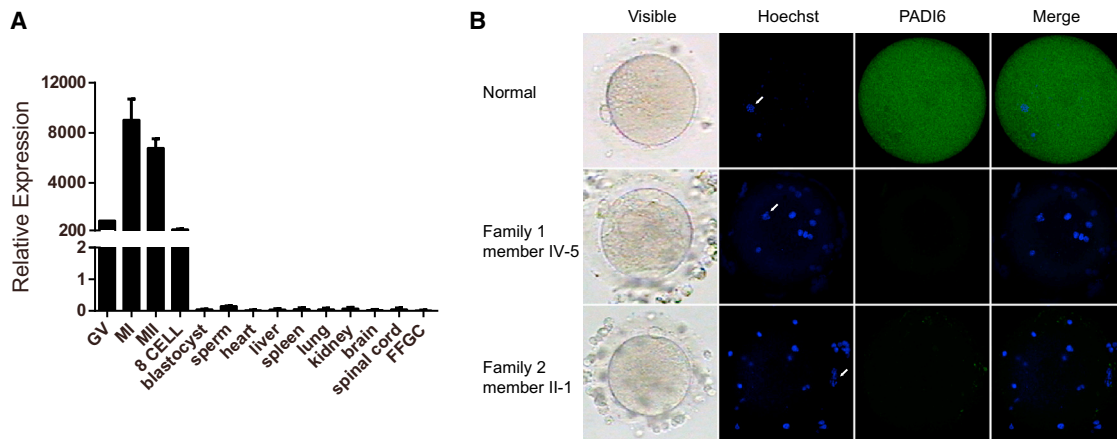 A
Relative Expression
12000
8000
4000
200
2
1
0
GV
MI
MII
8 CELL
blastocyst
sperm
heart
liver
spleen
lung
kidney
brain
spinal cord
FFGC
B
Visible Hoechst PADI6 Merge
Normal
Family 1
member IV-5
Family 2
member II-1